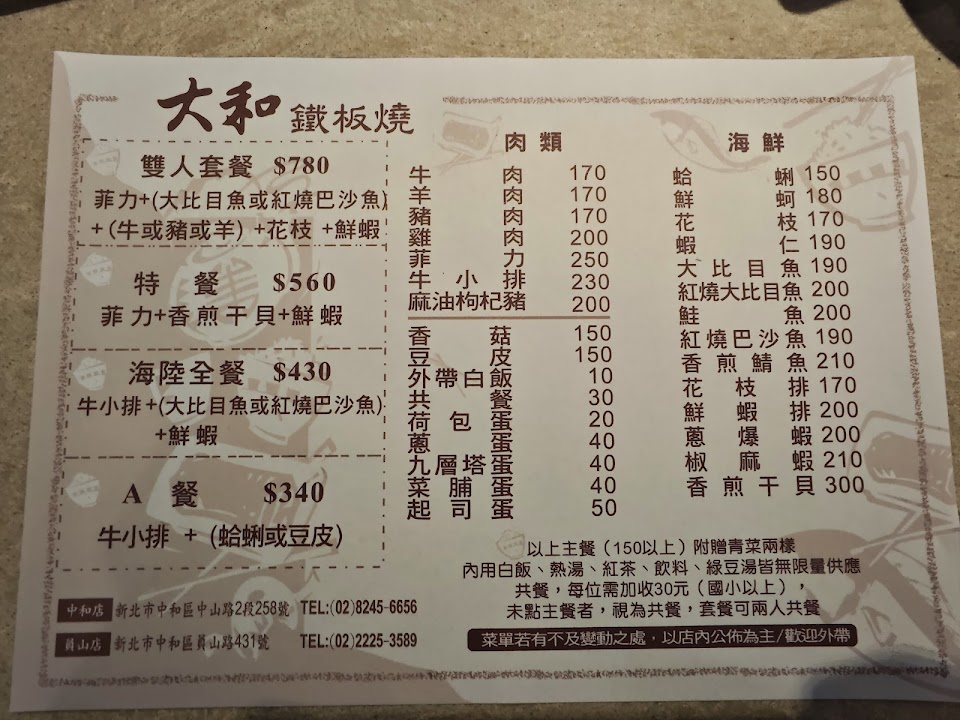 大和 鐵板燒
雙人套餐 $780
菲力+(大比目魚或紅燒巴沙魚)
+(牛或豬或羊)+花枝+鮮蝦
特餐 $560
菲力+香煎干貝+鮮蝦
海陸全餐 $430
牛小排+(大比目魚或紅燒巴沙魚)
+鮮蝦
A餐 $340
牛小排 + (蛤蜊或豆皮)
中和店 新北市中和區中山路2段258號 TEL:(02)8245-6656
員山店 新北市中和區員山路431號 TEL:(02)2225-3589
肉類
牛肉 170
羊肉 170
豬肉 170
雞肉 200
菲力 250
牛小排 230
麻油枸杞豬 200
香菇 150
豆皮 150
外帶白飯 10
共餐 30
荷包蛋 20
蔥蛋 40
九層塔蛋 40
菜脯蛋 40
起司蛋 50
海鮮
蛤蜊 150
鮮蚵 180
花枝 170
蝦仁 190
大比目魚 190
紅燒大比目魚 200
鮭魚 200
紅燒巴沙魚 190
香煎鯖魚 210
花枝排 170
鮮蝦排 200
蔥爆蝦 200
椒麻蝦 210
香煎干貝 300
以上主餐（150以上）附贈青菜兩樣
內用白飯、熱湯、紅茶、飲料、綠豆湯皆無限量供應
共餐，每位需加收30元（國小以上），
未點主餐者，視為共餐，套餐可兩人共餐
菜單若有不及變動之處，以店內公佈為主/歡迎外帶